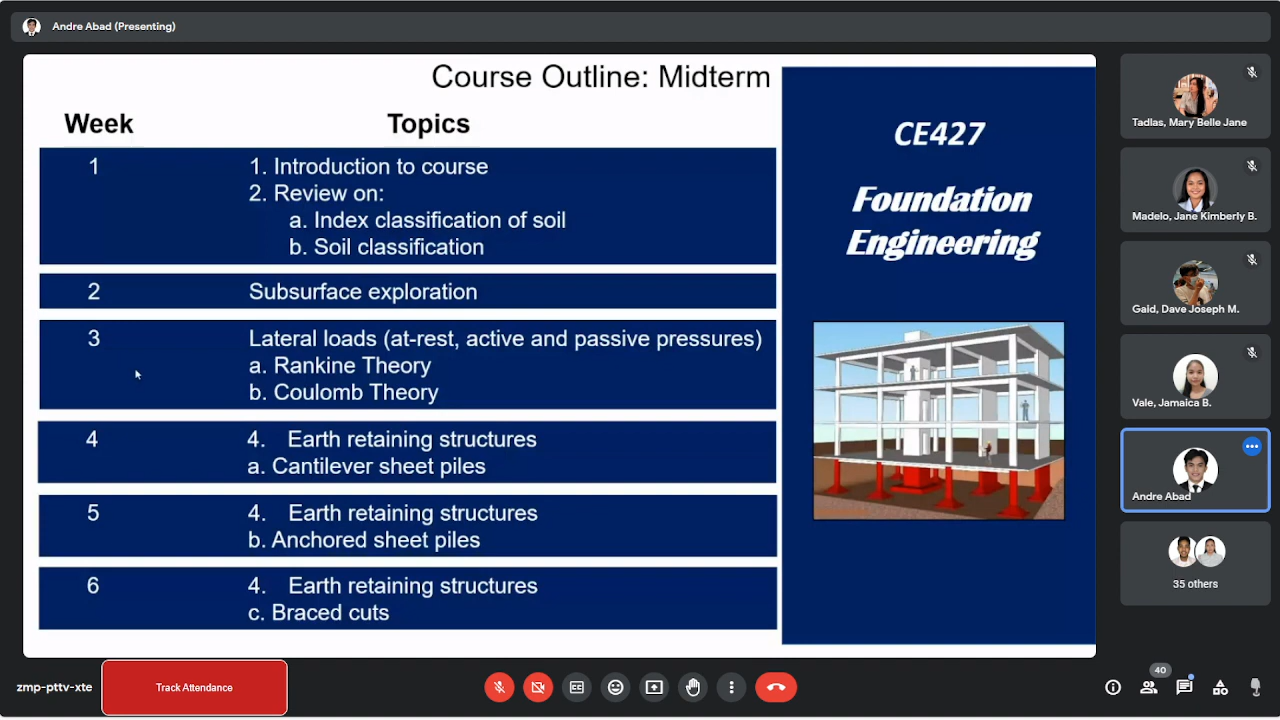 Andre Abad (Presenting)
Course Outline: Midterm
Week Topics
1 1. Introduction to course
2. Review on:
a. Index classification of soil
b. Soil classification
2 Subsurface exploration
3 Lateral loads (at-rest, active and passive pressures)
a. Rankine Theory
b. Coulomb Theory
4 4. Earth retaining structures
a. Cantilever sheet piles
5 4. Earth retaining structures
b. Anchored sheet piles
6 4. Earth retaining structures
c. Braced cuts
CE427
Foundation
Engineering
Tadlas, Mary Belle Jane
Madelo, Jane Kimberly B.
Gaid, Dave Joseph M.
Vale, Jamaica B.
Andre Abad
35 others
zmp-pttv-xte
Track Attendance
CC
40